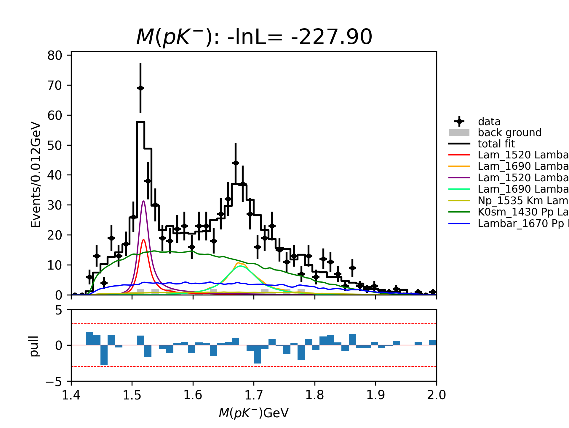 M(pK⁻): -lnL= -227.90
80
70
60
50
40
30
20
10
0
Events/0.012GeV
data
back ground
total fit
Lam_1520 Lamba
Lam_1690 Lamba
Lam_1520 Lamba
Lam_1690 Lamba
Np_1535 Km Lam
K0sm_1430 Pp La
Lambar_1670 Pp
5
0
−5
pull
1.4 1.5 1.6 1.7 1.8 1.9 2.0
M(pK⁻)GeV